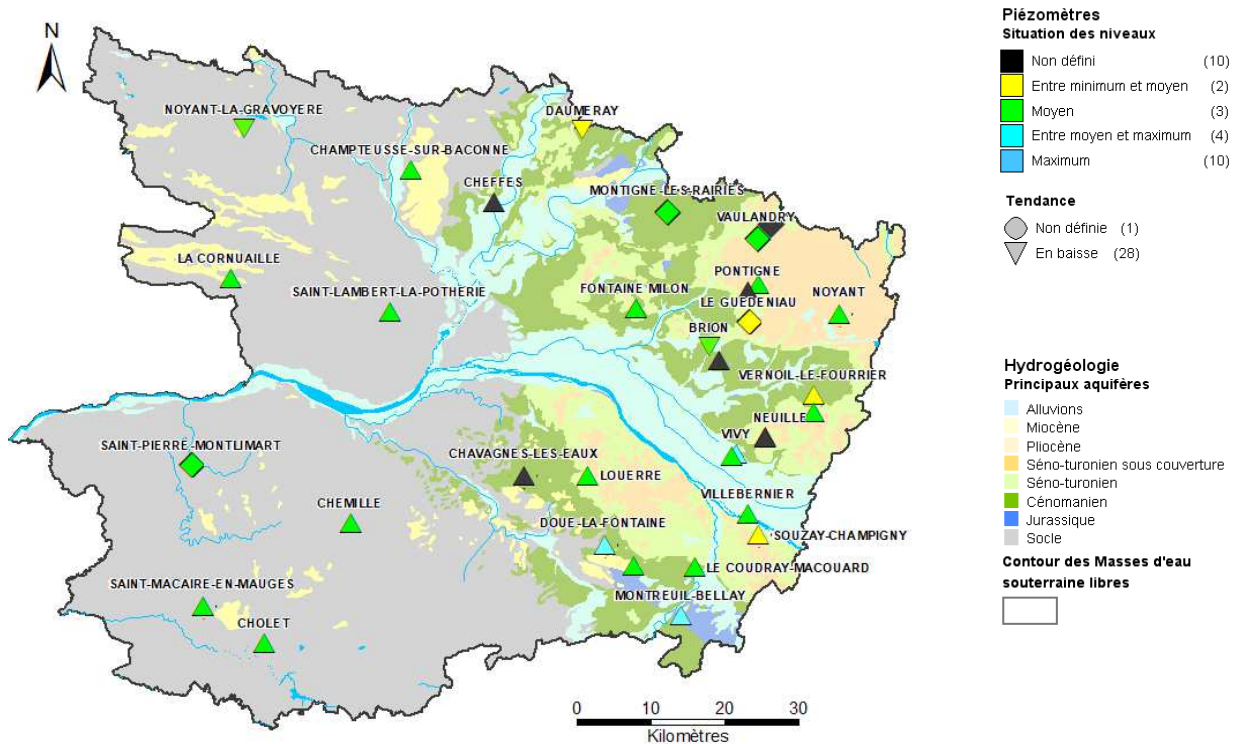 N
NOYANT-LA-GRAVOYERE
DAUMERAY
CHAMPTEUSSE-SUR-BACONNE
CHEFFES
MONTIGNE-LES-RAIRIES
VAULANDRY
LA CORNUAILLE
PONTIGNE
SAINT-LAMBERT-LA-POTHERIE
FONTAINE MILON
LE GUEDENIAU
NOYANT
BRION
VERNOIL-LE-FOURRIER
NEUILLE
VIVY
SAINT-PIERRE-MONTLIMART
CHAVAGNES-LES-EAUX
LOUERRE
CHEMILLE
VILLEBERNIER
DOUE-LA-FONTAINE
SOUZAY-CHAMPIGNY
LE COUDRAY-MACOUARD
SAINT-MACAIRE-EN-MAUGES
MONTREUIL-BELLAY
CHOLET
0 10 20 30
Kilomètres
Piézomètres
Situation des niveaux
Non défini (10)
Entre minimum et moyen (2)
Moyen (3)
Entre moyen et maximum (4)
Maximum (10)
Tendance
Non définie (1)
En baisse (28)
Hydrogéologie
Principaux aquifères
Alluvions
Miocène
Pliocène
Séno-turonien sous couverture
Séno-turonien
Cénomanien
Jurassique
Socle
Contour des Masses d'eau
souterraine libres